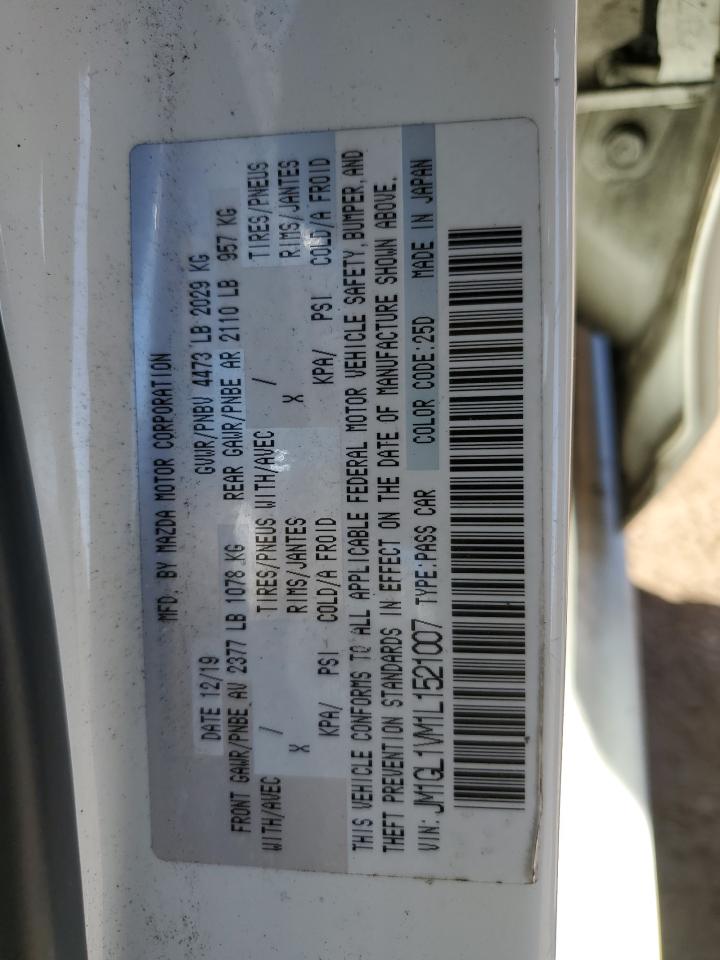 MFD. BY MAZDA MOTOR CORPORATION
DATE 12/19 GVWR/PNBV 4473 LB 2029 KG
FRONT GAWR/PNBE AV 2377 LB 1078 KG REAR GAWR/PNBE AR 2110 LB 957 KG
WITH/AVEC / TIRES/PNEUS WITH/AVEC / TIRES/PNEUS
X RIMS/JANTES X RIMS/JANTES
KPA/ PSI COLD/A FROID KPA/ PSI COLD/A FROID
THIS VEHICLE CONFORMS TO ALL APPLICABLE FEDERAL MOTOR VEHICLE SAFETY, BUMPER, AND
THEFT PREVENTION STANDARDS IN EFFECT ON THE DATE OF MANUFACTURE SHOWN ABOVE.
VIN: JM1GL1VM1L1521007 TYPE: PASS CAR COLOR CODE: 25D MADE IN JAPAN